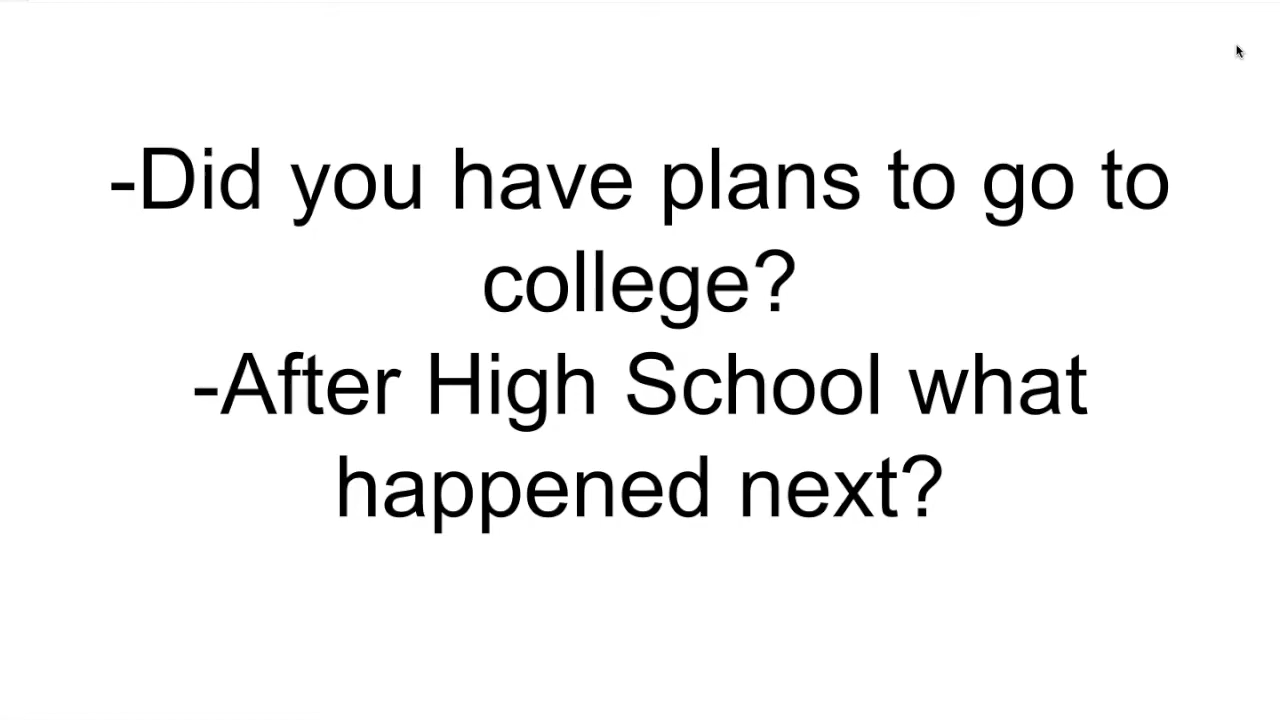 -Did you have plans to go to
college?
-After High School what
happened next?